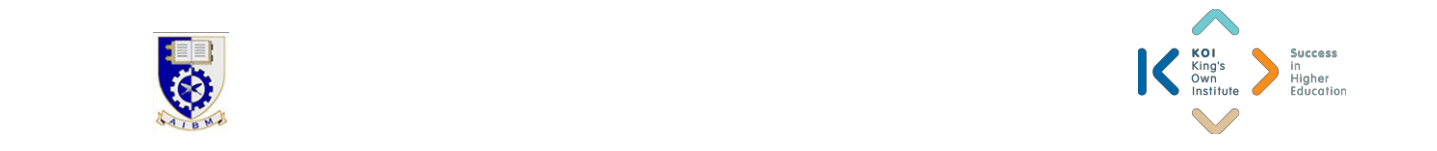 AIBM
KOI
King's
Own
Institute
Success
in
Higher
Education